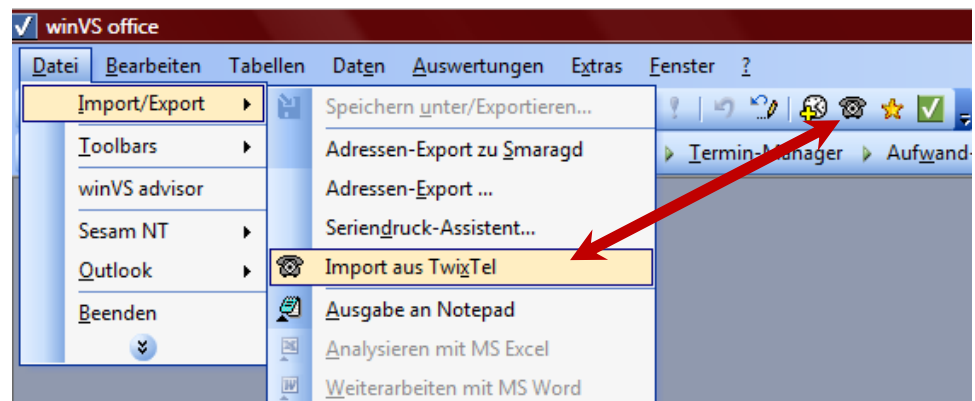 winVS office
Datei Bearbeiten Tabellen Daten Auswertungen Extras Fenster ?
Import/Export
Toolbars
winVS advisor
Sesam NT
Outlook
Beenden
Speichern unter/Exportieren...
Adressen-Export zu Smaragd
Adressen-Export ...
Seriendruck-Assistent...
Import aus TwixTel
Ausgabe an Notepad
Analysieren mit MS Excel
Weiterarbeiten mit MS Word
Termin-Manager Aufwand-